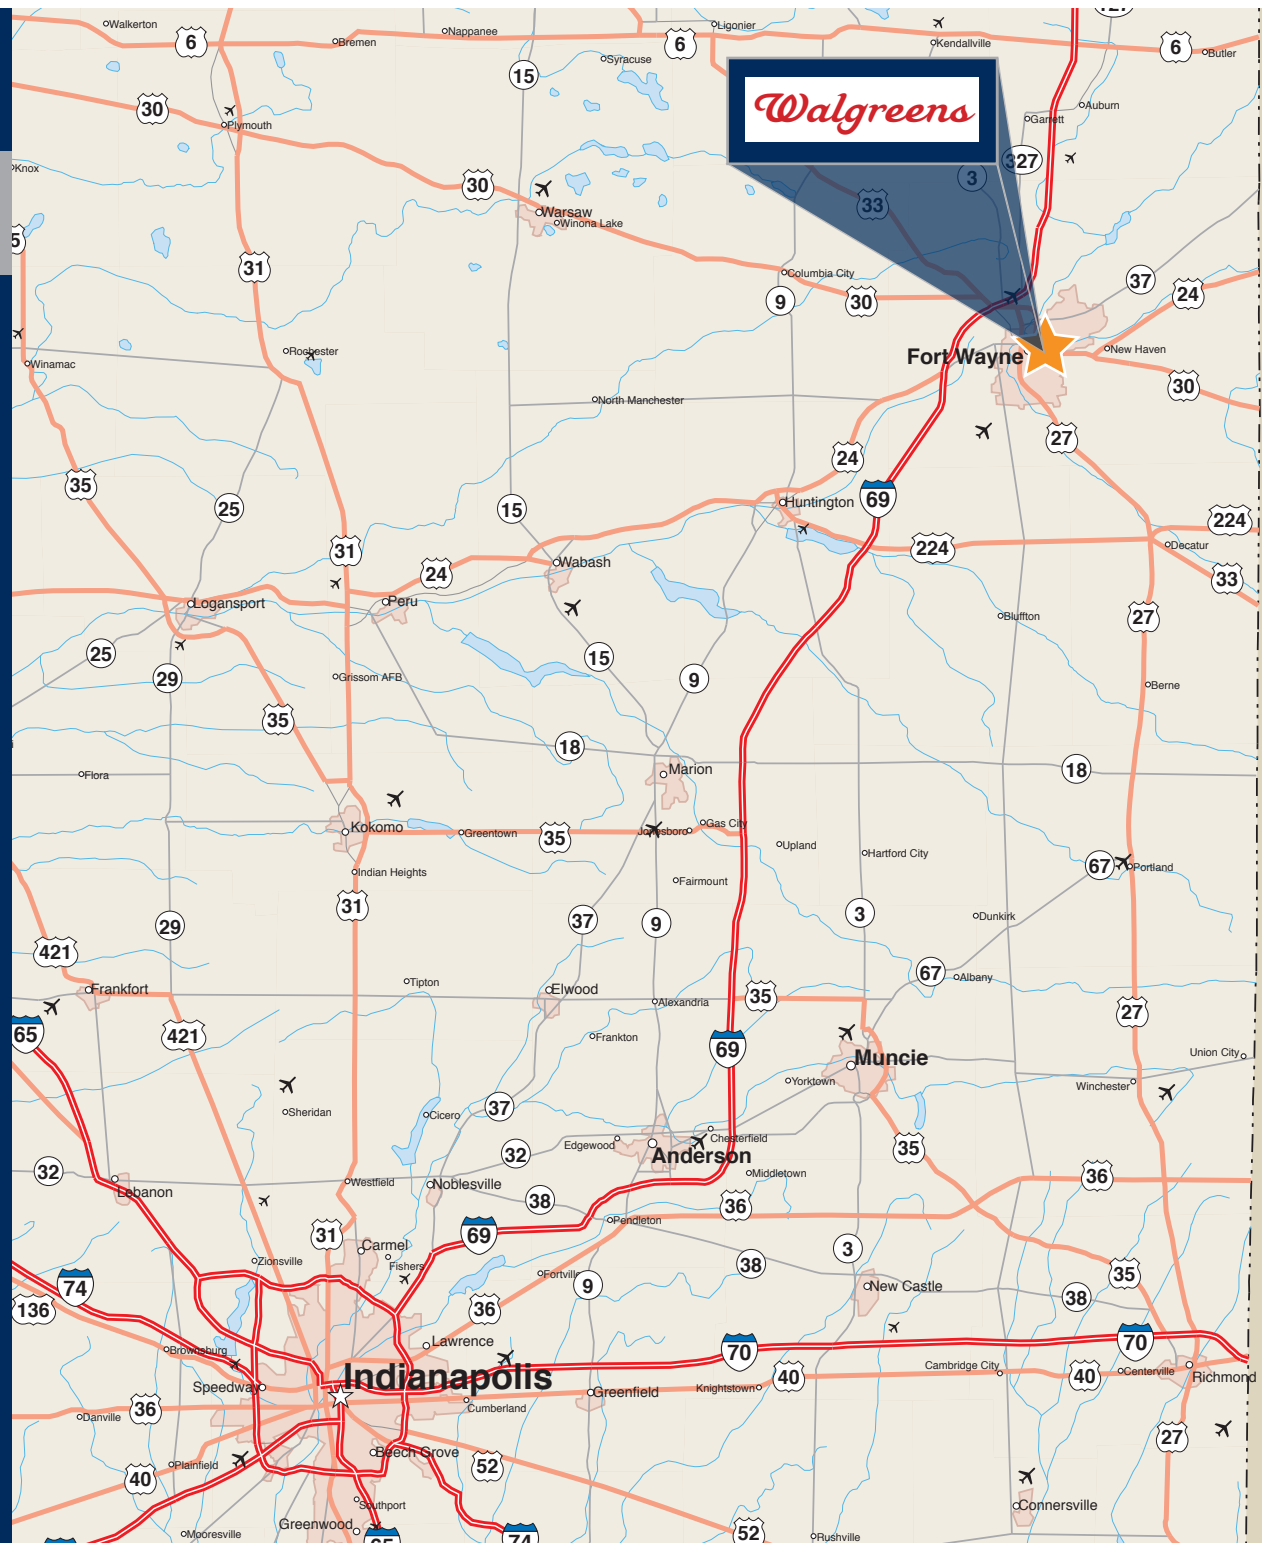 Walkerton
Nappanee
Ligonier
127
6
Bremen
6
Kendallville
6
Butler
Syracuse
15
30
Plymouth
Walgreens
Auburn
Garrett
Knox
327
3
30
33
Warsaw
Winona Lake
5
31
Columbia City
37
24
9
30
Winamac
Rochester
Fort Wayne
New Haven
30
North Manchester
27
24
35
25
15
Huntington
69
224
31
224
Decatur
24
Wabash
33
Logansport
Peru
Bluffton
27
25
29
15
9
Grissom AFB
Berne
35
18
18
Flora
Marion
Kokomo
Greentown
35
Jonesboro
Gas City
Upland
Hartford City
67
Portland
Indian Heights
Fairmount
31
29
37
9
3
Dunkirk
421
67
Albany
Frankfort
Tipton
Elwood
Alexandria
35
27
65
421
Frankton
69
Muncie
Union City
Yorktown
Winchester
Sheridan
Cicero
37
Edgewood
Chesterfield
Anderson
35
32
32
Lebanon
Westfield
Noblesville
38
Middletown
36
36
Pendleton
31
69
Carmel
Fishers
Zionsville
3
38
74
Fortville
9
New Castle
35
38
136
36
Lawrence
70
70
Brownsburg
Speedway
Indianapolis
Greenfield
Knightstown
40
Cambridge City
40
Centerville
Richmond
Danville
36
Cumberland
27
Beech Grove
52
Plainfield
40
Southport
Connersville
Greenwood
Mooresville
65
74
52
Rushville